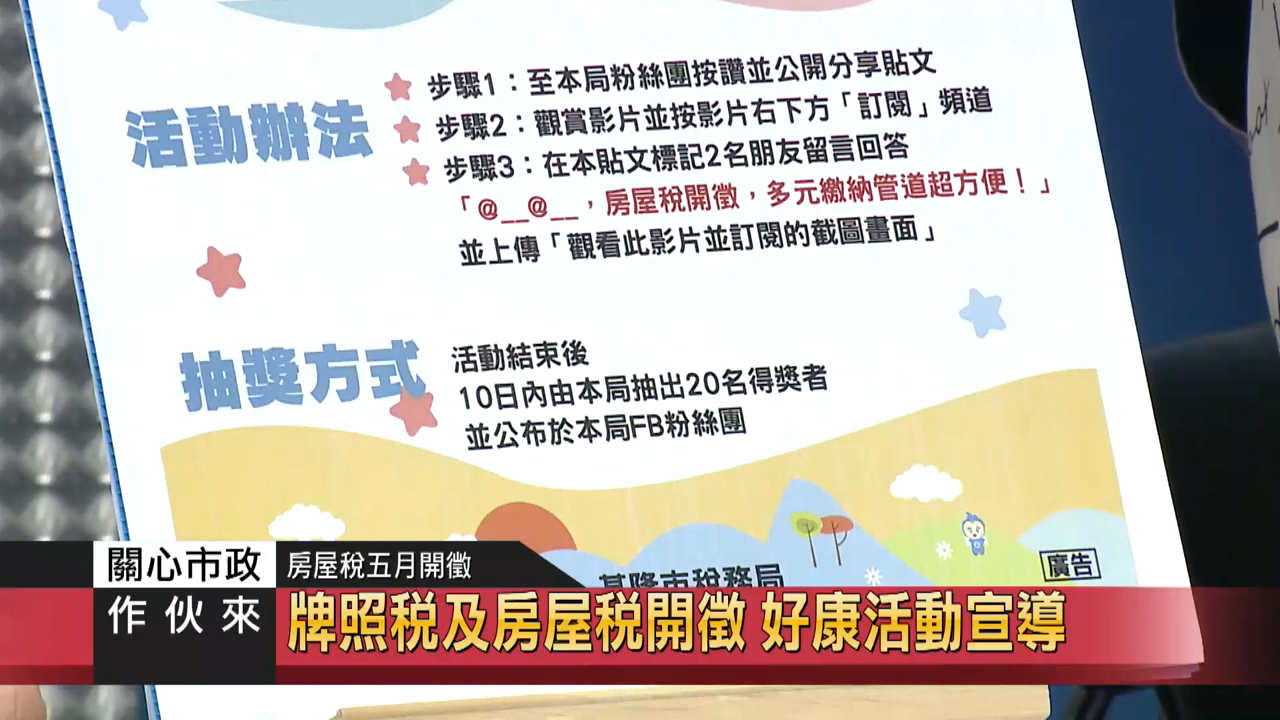 活動辦法
步驟1：至本局粉絲團按讚並公開分享貼文
步驟2：觀賞影片並按影片右下方「訂閱」頻道
步驟3：在本貼文標記2名朋友留言回答
「@__@__，房屋稅開徵，多元繳納管道超方便！」
並上傳「觀看此影片並訂閱的截圖畫面」
抽獎方式
活動結束後
10日內由本局抽出20名得獎者
並公布於本局FB粉絲團
基隆市稅務局
廣告
關心市政
作伙來
房屋稅五月開徵
牌照稅及房屋稅開徵 好康活動宣導